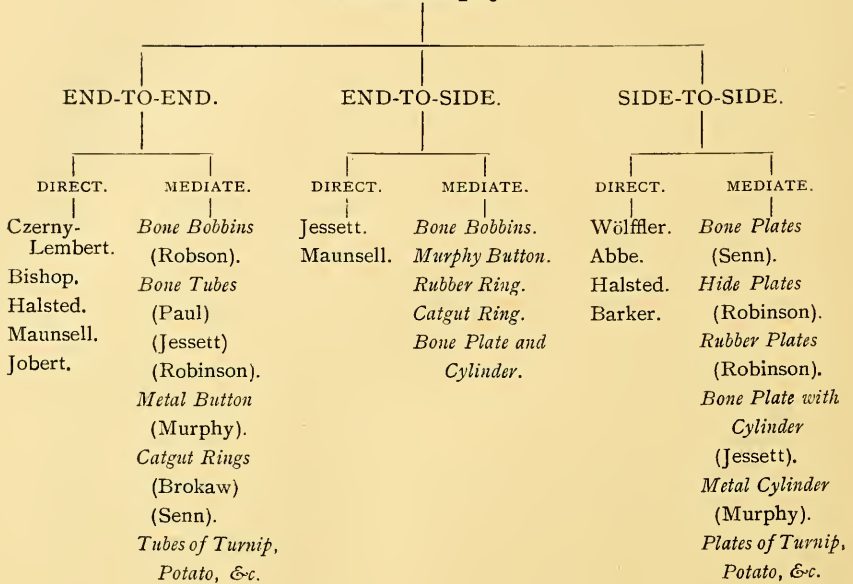 END-TO-END.
DIRECT.
Czerny-
Lembert.
Bishop.
Halsted.
Maunsell.
Jobert.
MEDIATE.
Bone Bobbins
(Robson).
Bone Tubes
(Paul)
(Jessett)
(Robinson).
Metal Button
(Murphy).
Catgut Rings
(Brokaw)
(Senn).
Tubes of Turnip,
Potato, &c.
END-TO-SIDE.
DIRECT.
Jessett.
Maunsell.
MEDIATE.
Bone Bobbins.
Murphy Button.
Rubber Ring.
Catgut Ring.
Bone Plate and
Cylinder.
SIDE-TO-SIDE.
DIRECT.
Wölffler.
Abbe.
Halsted.
Barker.
MEDIATE.
Bone Plates
(Senn).
Hide Plates
(Robinson).
Rubber Plates
(Robinson).
Bone Plate with
Cylinder
(Jessett).
Metal Cylinder
(Murphy).
Plates of Turnip,
Potato, &c.